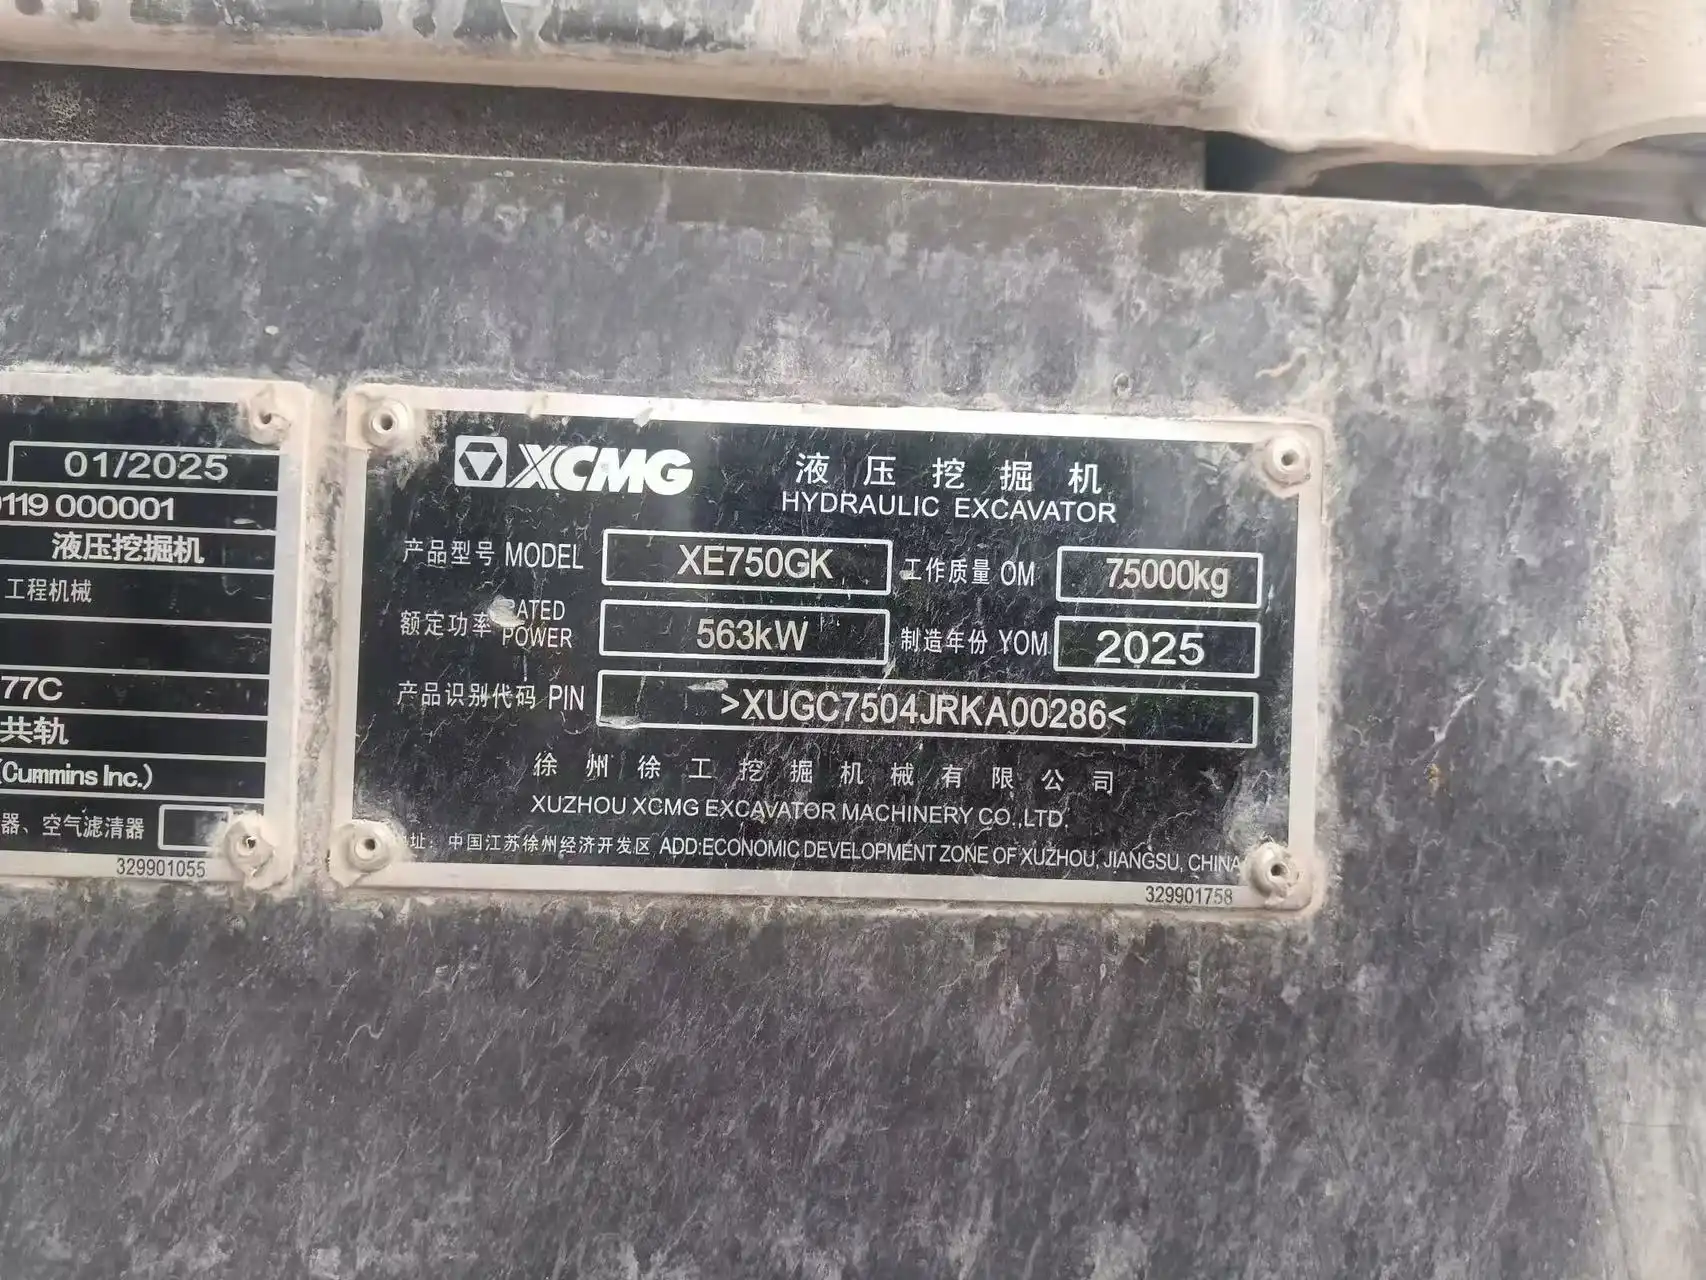 01/2025
0119 000001
液压挖掘机
工程机械
77C
共轨
(Cummins Inc.)
器、空气滤清器
329901055
XCMG
液压挖掘机
HYDRAULIC EXCAVATOR
产品型号 MODEL XE750GK 工作质量 OM 75000kg
额定功率 RATED POWER 563kW 制造年份 YOM 2025
产品识别代码 PIN >XUGC7504JRKA00286<
徐州徐工挖掘机械有限公司
XUZHOU XCMG EXCAVATOR MACHINERY CO.,LTD.
址：中国江苏徐州经济开发区 ADD:ECONOMIC DEVELOPMENT ZONE OF XUZHOU, JIANGSU, CHINA
329901758